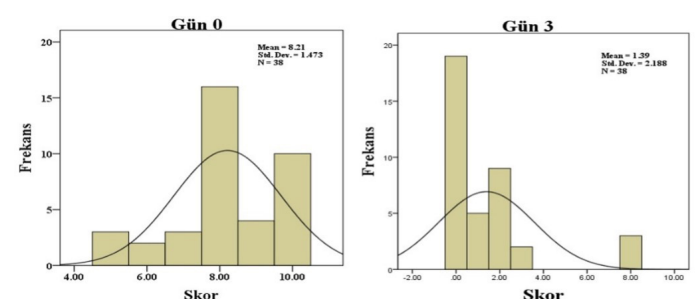 Gün 0
Mean = 8.21
Std. Dev. = 1.473
N = 38
Frekans
20
15
10
5
0
4.00 6.00 8.00 10.00
Skor
Gün 3
Mean = 1.39
Std. Dev. = 2.188
N = 38
Frekans
20
15
10
5
0
-2.00 .00 2.00 4.00 6.00 8.00 10.00
Skor